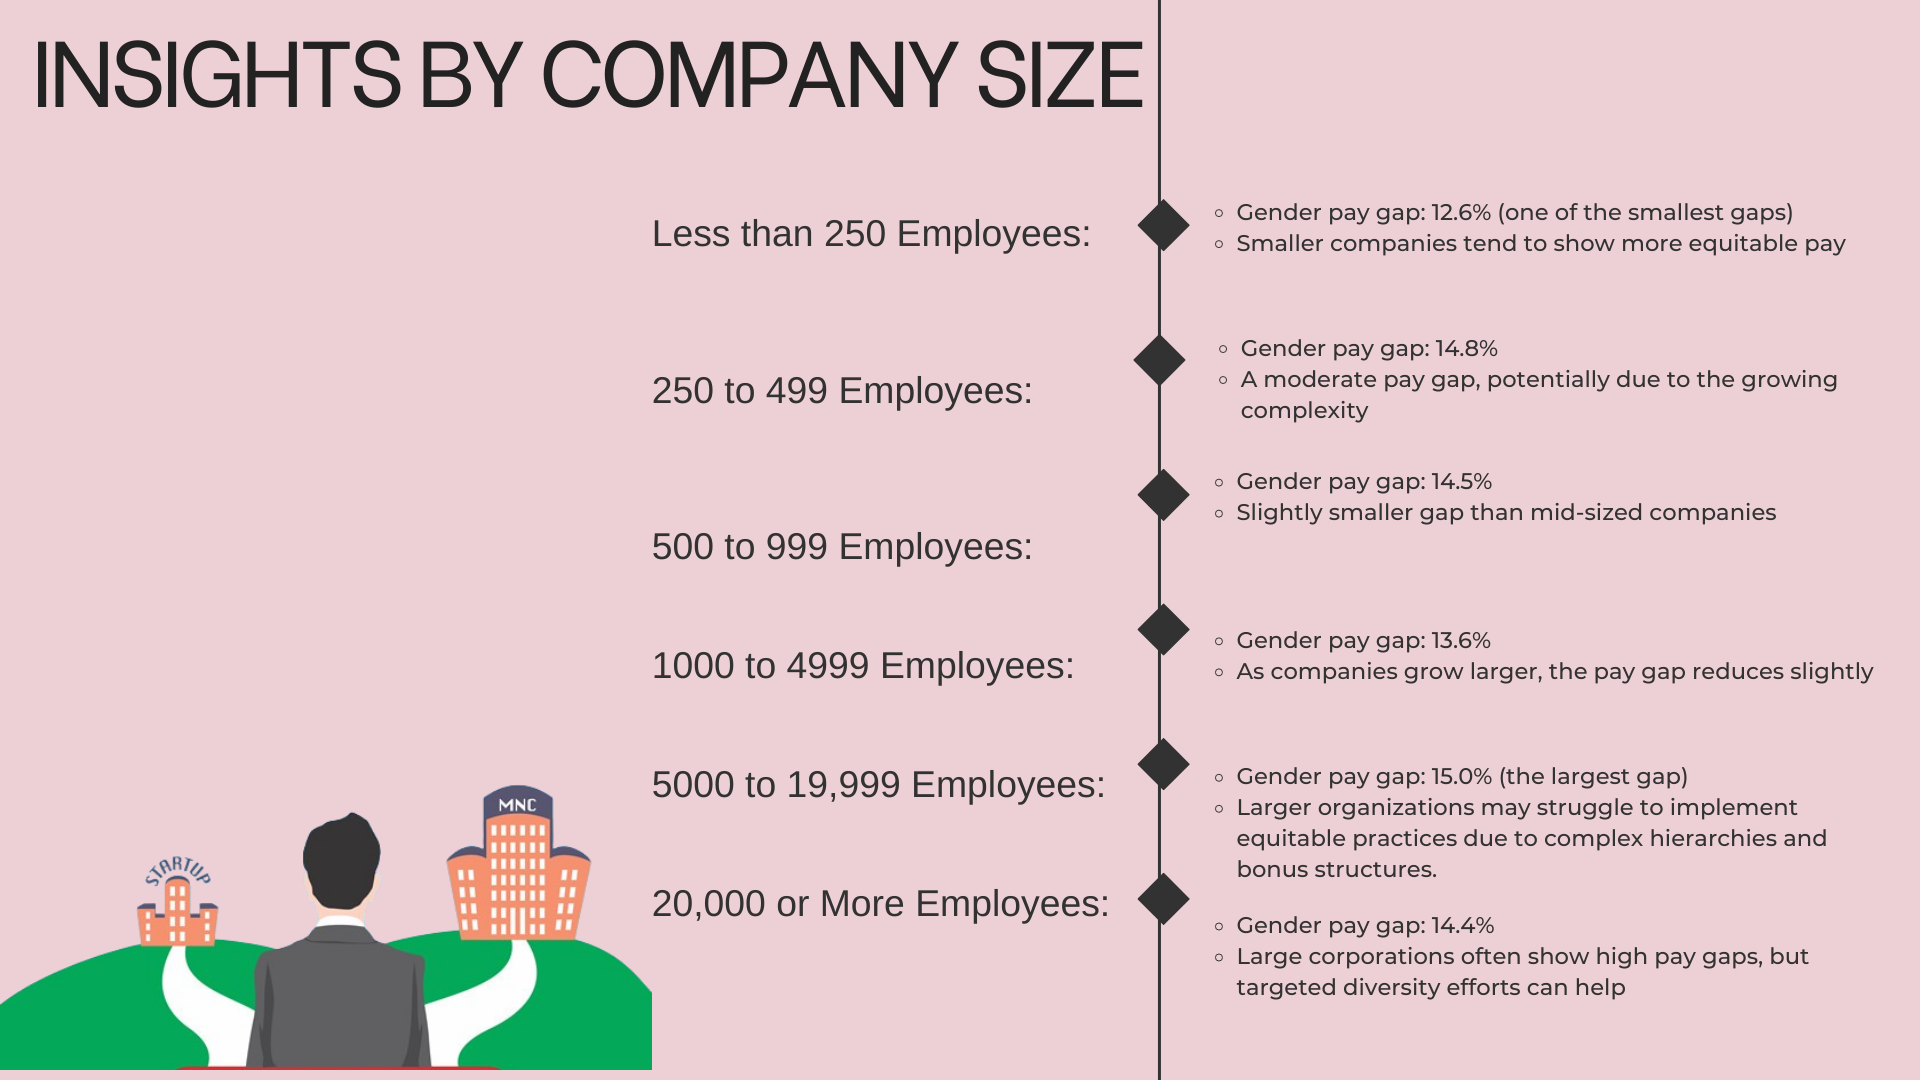 INSIGHTS BY COMPANY SIZE
Less than 250 Employees:
Gender pay gap: 12.6% (one of the smallest gaps)
Smaller companies tend to show more equitable pay
250 to 499 Employees:
Gender pay gap: 14.8%
A moderate pay gap, potentially due to the growing
complexity
500 to 999 Employees:
Gender pay gap: 14.5%
Slightly smaller gap than mid-sized companies
1000 to 4999 Employees:
Gender pay gap: 13.6%
As companies grow larger, the pay gap reduces slightly
5000 to 19,999 Employees:
Gender pay gap: 15.0% (the largest gap)
Larger organizations may struggle to implement
equitable practices due to complex hierarchies and
bonus structures.
20,000 or More Employees:
Gender pay gap: 14.4%
Large corporations often show high pay gaps, but
targeted diversity efforts can help
MNC
STARTUP